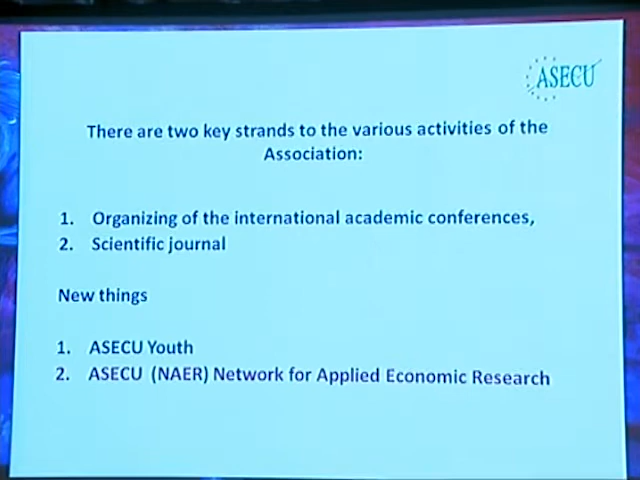 ASECU
There are two key strands to the various activities of the
Association:
1. Organizing of the international academic conferences,
2. Scientific journal
New things
1. ASECU Youth
2. ASECU (NAER) Network for Applied Economic Research